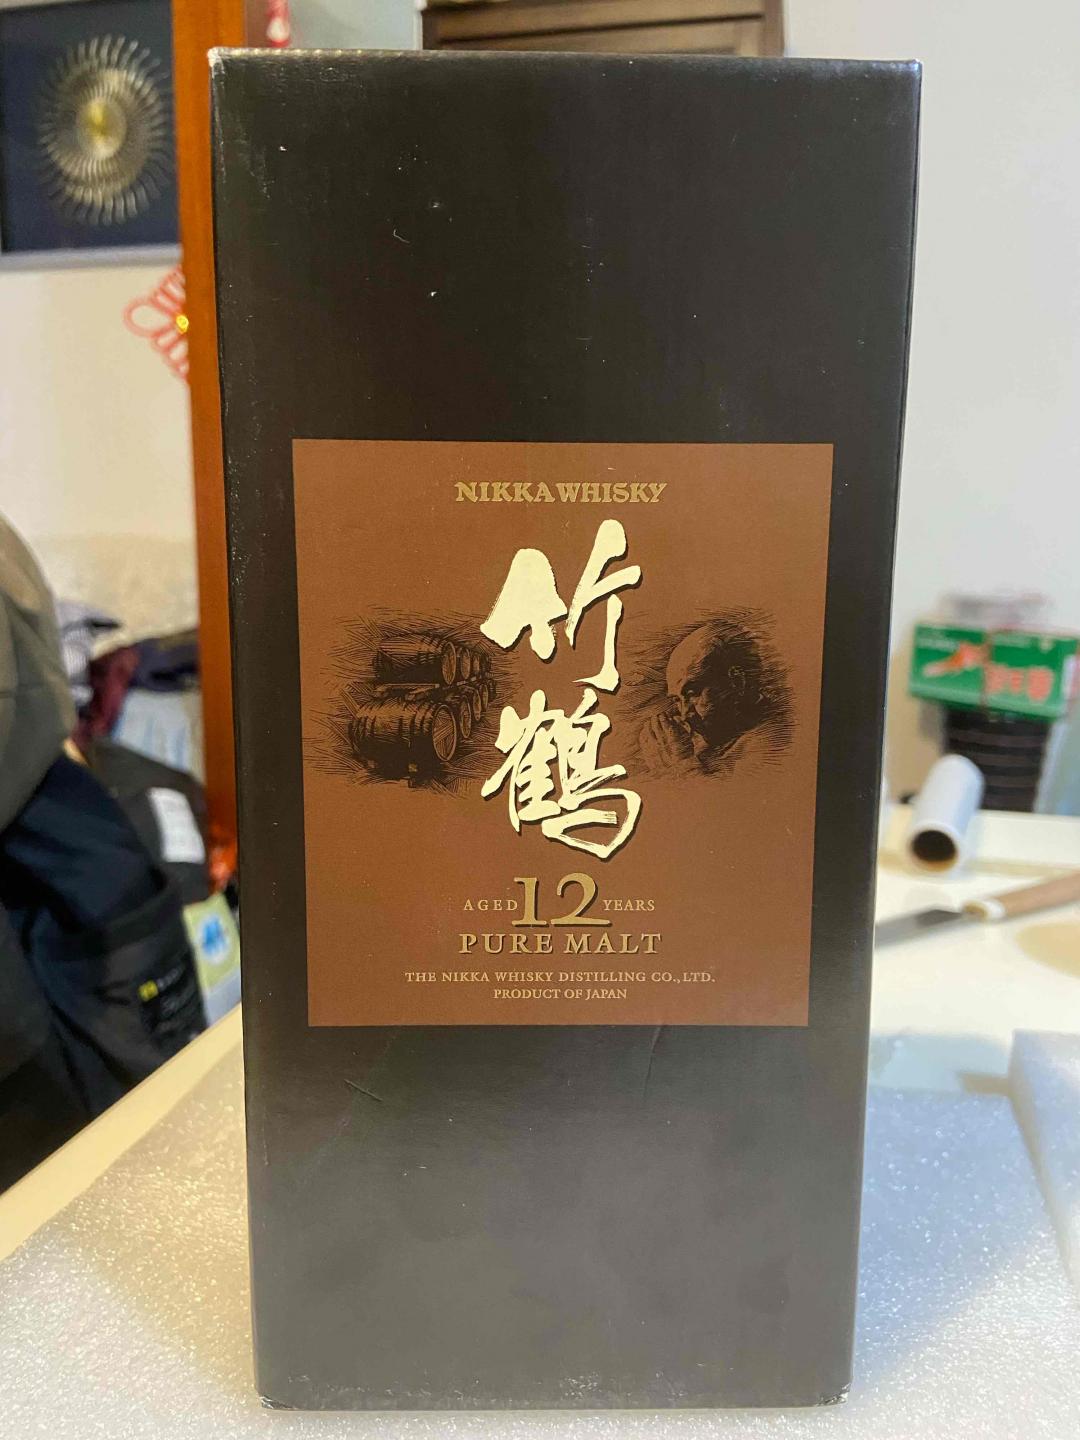 NIKKA WHISKY
竹
鶴
AGED 12 YEARS
PURE MALT
THE NIKKA WHISKY DISTILLING CO., LTD.
PRODUCT OF JAPAN